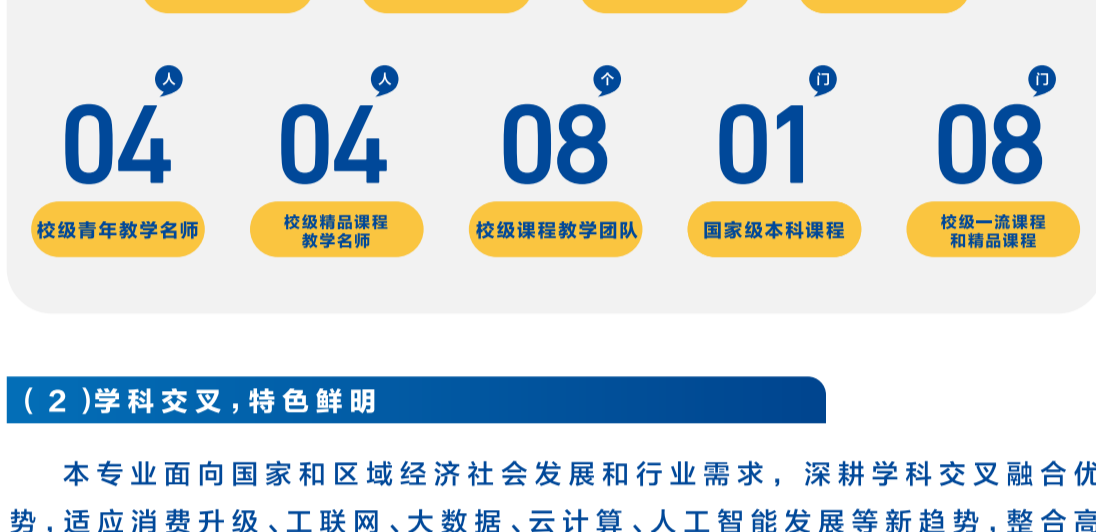 人 人 个 门 门
04 04 08 01 08
校级青年教学名师 校级精品课程 校级课程教学团队 国家级本科课程 校级一流课程
教学名师 和精品课程
(2)学科交叉,特色鲜明
本专业面向国家和区域经济社会发展和行业需求，深耕学科交叉融合优
势,适应消费升级、工联网、大数据、云计算、人工智能发展等新趋势,整合高